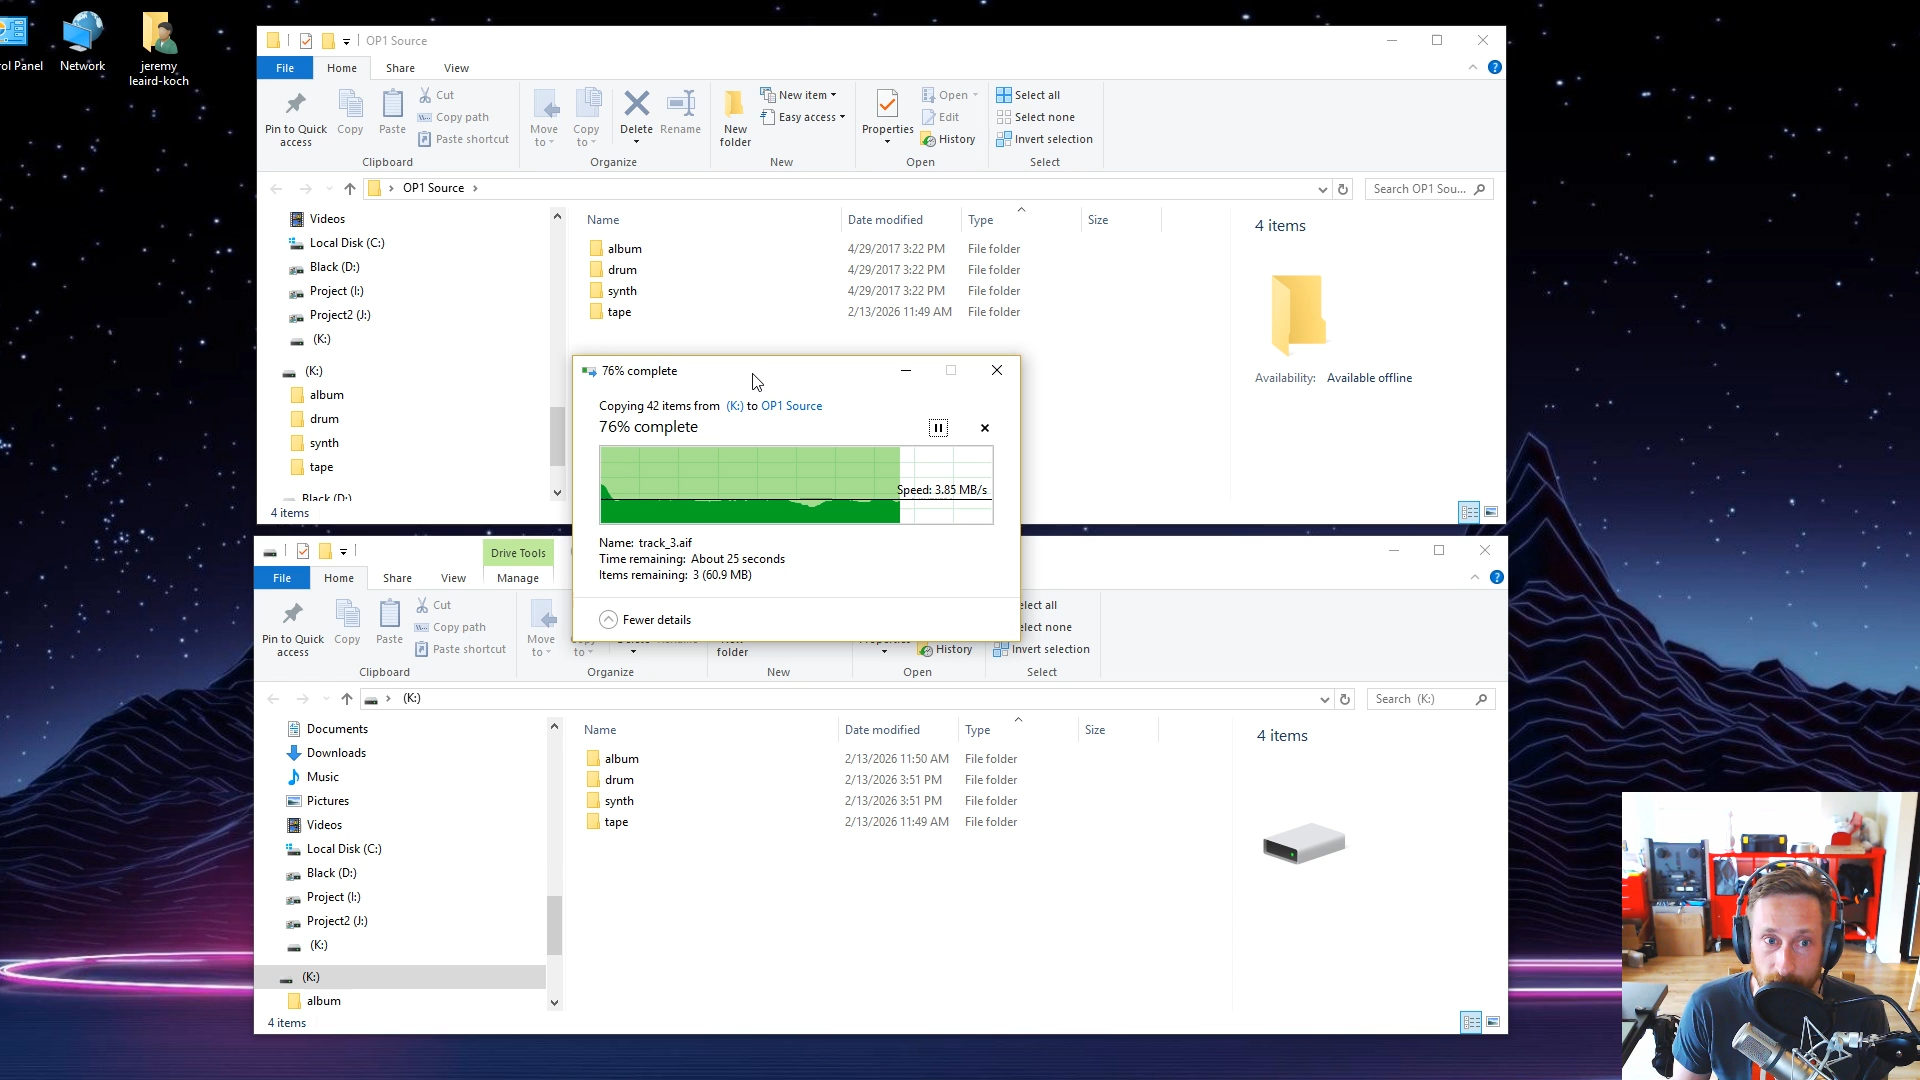 ol Panel
Network
jeremy
leaird-koch
OP1 Source
File
Home
Share
View
Pin to Quick
access
Copy
Paste
Cut
Copy path
Paste shortcut
Clipboard
Move
to
Copy
to
Delete
Rename
Organize
New
folder
New item
Easy access
New
Properties
Open
Edit
History
Open
Select all
Select none
Invert selection
Select
OP1 Source
Search OP1 Sou...
Videos
Local Disk (C:)
Black (D:)
Project (I:)
Project2 (J:)
(K:)
(K:)
album
drum
synth
tape
Black (D:)
4 items
Name
Date modified
Type
Size
album 4/29/2017 3:22 PM File folder
drum 4/29/2017 3:22 PM File folder
synth 4/29/2017 3:22 PM File folder
tape 2/13/2026 11:49 AM File folder
4 items
Availability: Available offline
76% complete
Copying 42 items from (K:) to OP1 Source
76% complete
Speed: 3.85 MB/s
Name: track_3.aif
Time remaining: About 25 seconds
Items remaining: 3 (60.9 MB)
Fewer details
Drive Tools
File
Home
Share
View
Manage
Pin to Quick
access
Copy
Paste
Cut
Copy path
Paste shortcut
Clipboard
Move
to
to
Organize
folder
New
History
Open
elect all
elect none
Invert selection
Select
(K:)
Search (K:)
Documents
Downloads
Music
Pictures
Videos
Local Disk (C:)
Black (D:)
Project (I:)
Project2 (J:)
(K:)
(K:)
album
4 items
Name
Date modified
Type
Size
album 2/13/2026 11:50 AM File folder
drum 2/13/2026 3:51 PM File folder
synth 2/13/2026 3:51 PM File folder
tape 2/13/2026 11:49 AM File folder
4 items